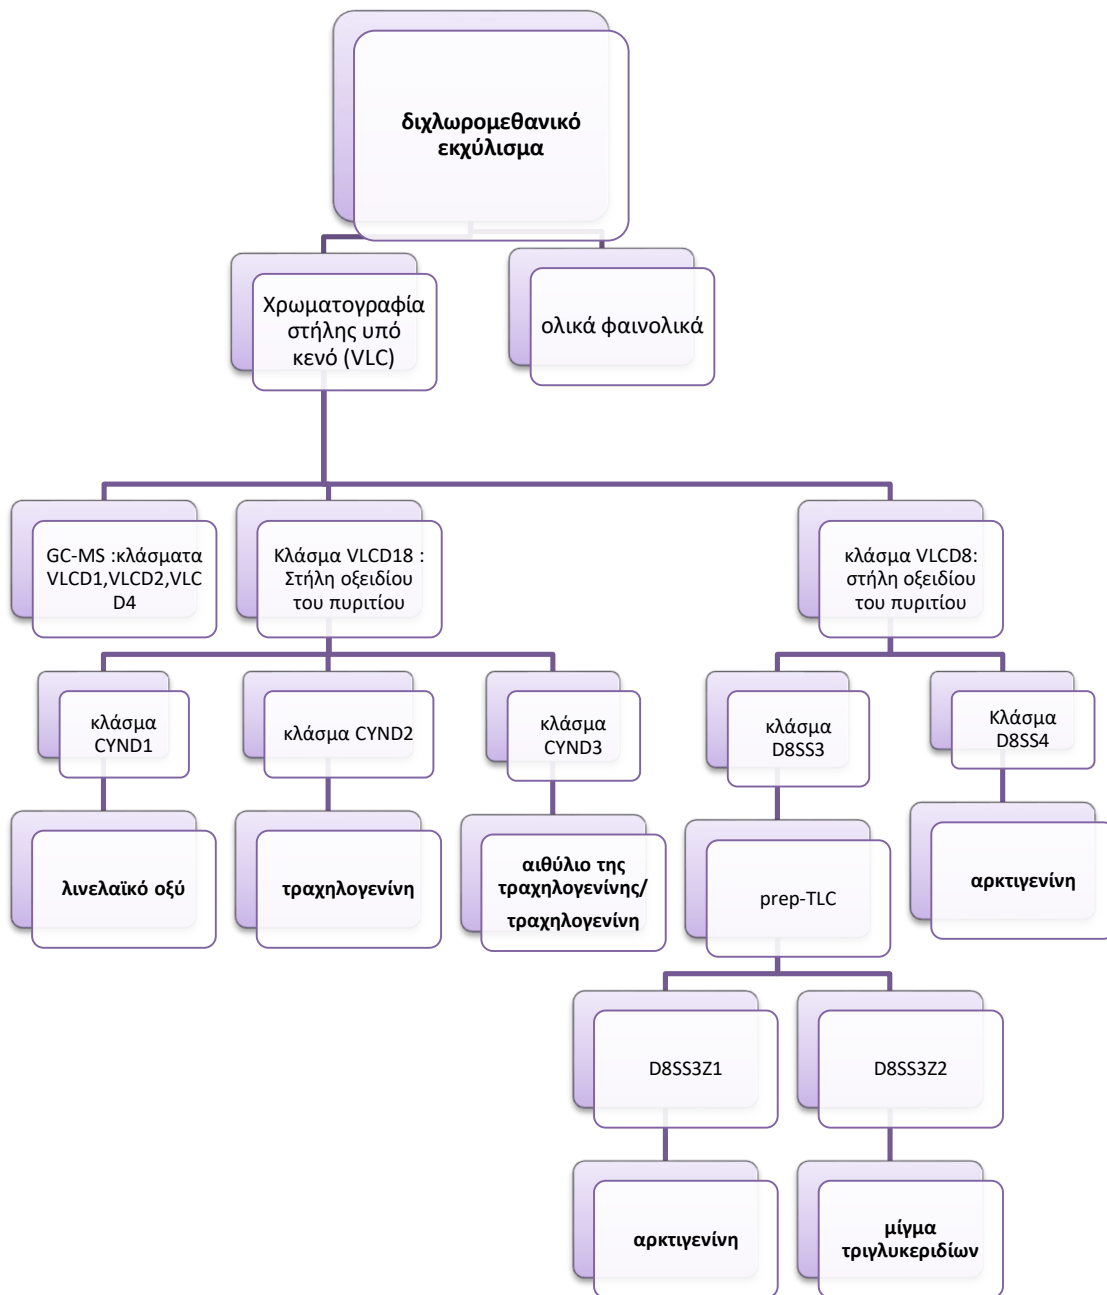 διχλωρομεθανικό
εκχύλισμα
Χρωματογραφία
στήλης υπό
κενό (VLC)
ολικά φαινολικά
GC-MS :κλάσματα
VLCD1,VLCD2,VLC
D4
Κλάσμα VLCD18 :
Στήλη οξειδίου
του πυριτίου
κλάσμα VLCD8:
στήλη οξειδίου
του πυριτίου
κλάσμα
CYND1
κλάσμα CYND2
κλάσμα
CYND3
κλάσμα
D8SS3
Κλάσμα
D8SS4
λινελαϊκό οξύ
τραχηλογενίνη
αιθύλιο της
τραχηλογενίνης/
τραχηλογενίνη
prep-TLC
αρκτιγενίνη
D8SS3Z1
D8SS3Z2
αρκτιγενίνη
μίγμα
τριγλυκεριδίων